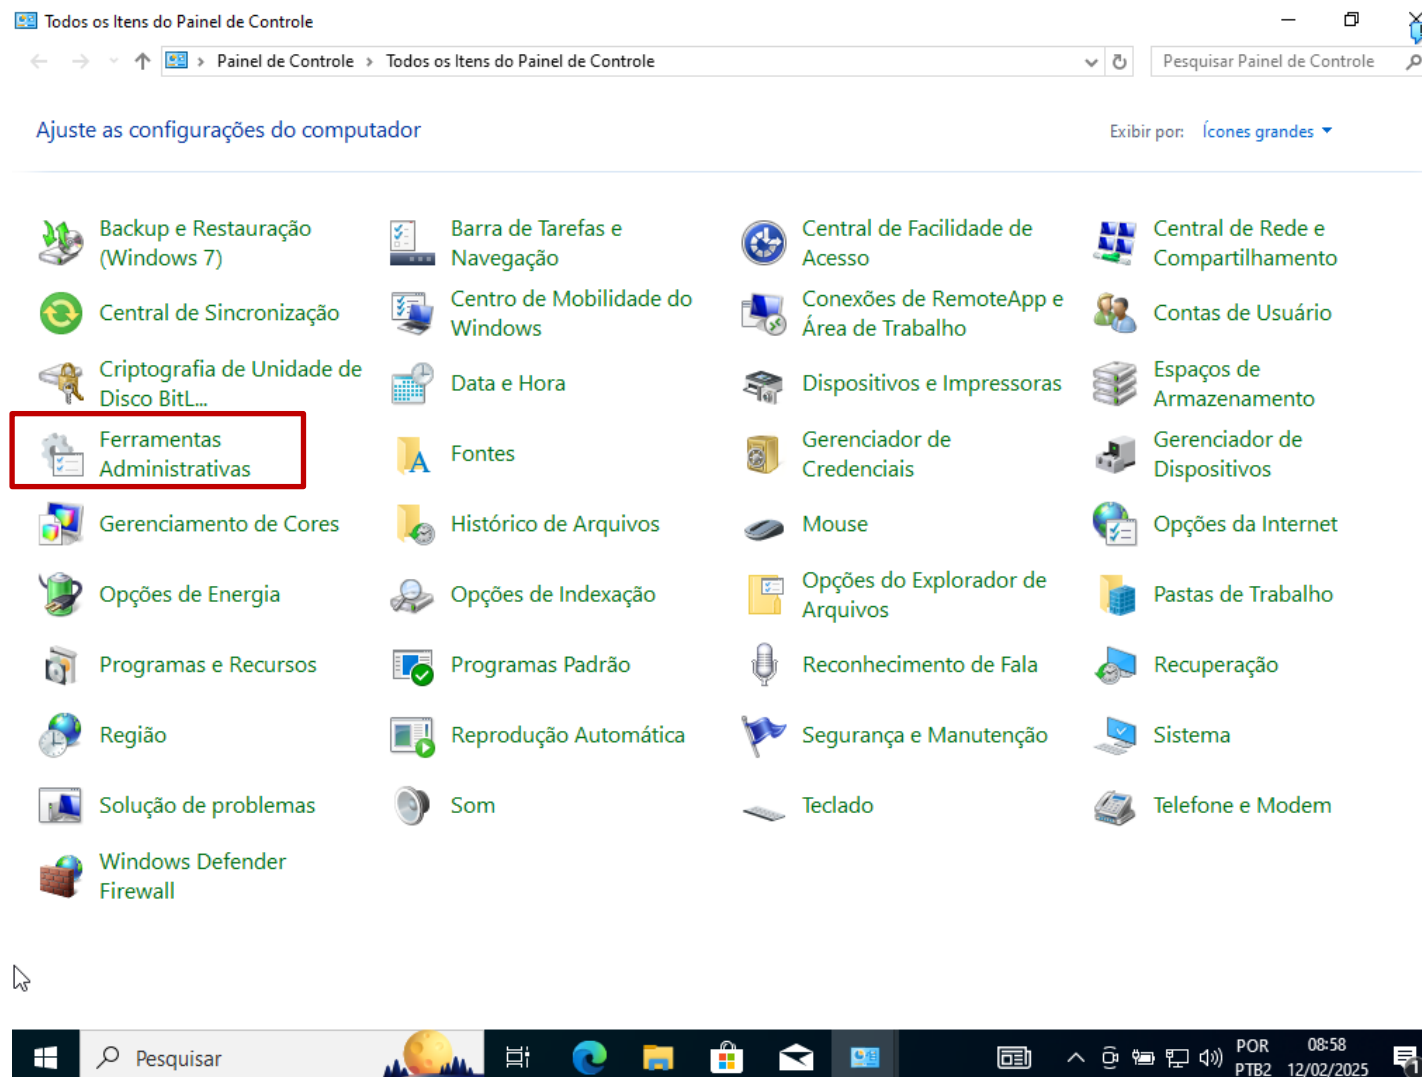 Todos os Itens do Painel de Controle
Painel de Controle > Todos os Itens do Painel de Controle
Pesquisar Painel de Controle
Ajuste as configurações do computador
Exibir por: Ícones grandes
Backup e Restauração
(Windows 7)
Barra de Tarefas e
Navegação
Central de Facilidade de
Acesso
Central de Rede e
Compartilhamento
Central de Sincronização
Centro de Mobilidade do
Windows
Conexões de RemoteApp e
Área de Trabalho
Contas de Usuário
Criptografia de Unidade de
Disco BitL...
Data e Hora
Dispositivos e Impressoras
Espaços de
Armazenamento
Ferramentas
Administrativas
Fontes
Gerenciador de
Credenciais
Gerenciador de
Dispositivos
Gerenciamento de Cores
Histórico de Arquivos
Mouse
Opções da Internet
Opções de Energia
Opções de Indexação
Opções do Explorador de
Arquivos
Pastas de Trabalho
Programas e Recursos
Programas Padrão
Reconhecimento de Fala
Recuperação
Região
Reprodução Automática
Segurança e Manutenção
Sistema
Solução de problemas
Som
Teclado
Telefone e Modem
Windows Defender
Firewall
Pesquisar
POR
PTB2
08:58
12/02/2025
1